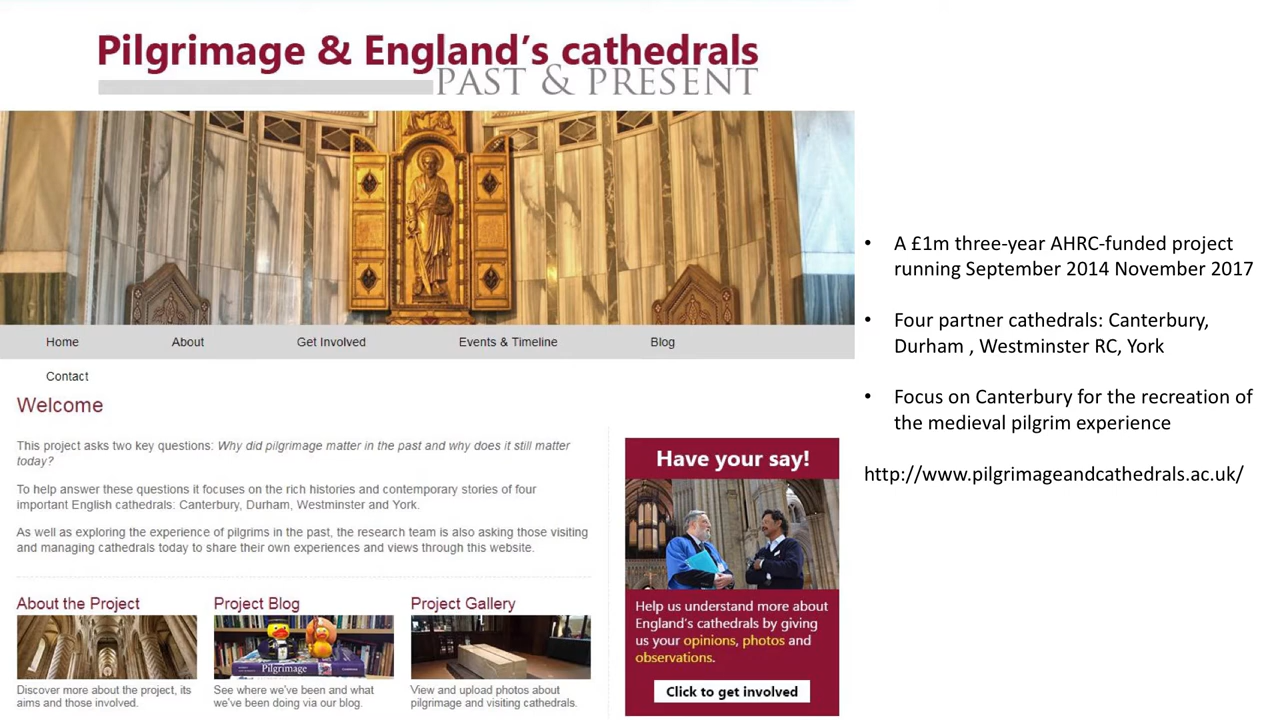 Pilgrimage & England's cathedrals
PAST & PRESENT
Home About Get Involved Events & Timeline Blog
Contact
Welcome
This project asks two key questions: Why did pilgrimage matter in the past and why does it still matter
today?
To help answer these questions it focuses on the rich histories and contemporary stories of four
important English cathedrals: Canterbury, Durham, Westminster and York.
As well as exploring the experience of pilgrims in the past, the research team is also asking those visiting
and managing cathedrals today to share their own experiences and views through this website.
About the Project
Discover more about the project, its
aims and those involved.
Project Blog
Pilgrimage
See where we've been and what
we've been doing via our blog.
Project Gallery
View and upload photos about
pilgrimage and visiting cathedrals.
Have your say!
Help us understand more about
England's cathedrals by giving
us your opinions, photos and
observations.
Click to get involved
• A £1m three-year AHRC-funded project
running September 2014 November 2017
• Four partner cathedrals: Canterbury,
Durham , Westminster RC, York
• Focus on Canterbury for the recreation of
the medieval pilgrim experience
http://www.pilgrimageandcathedrals.ac.uk/